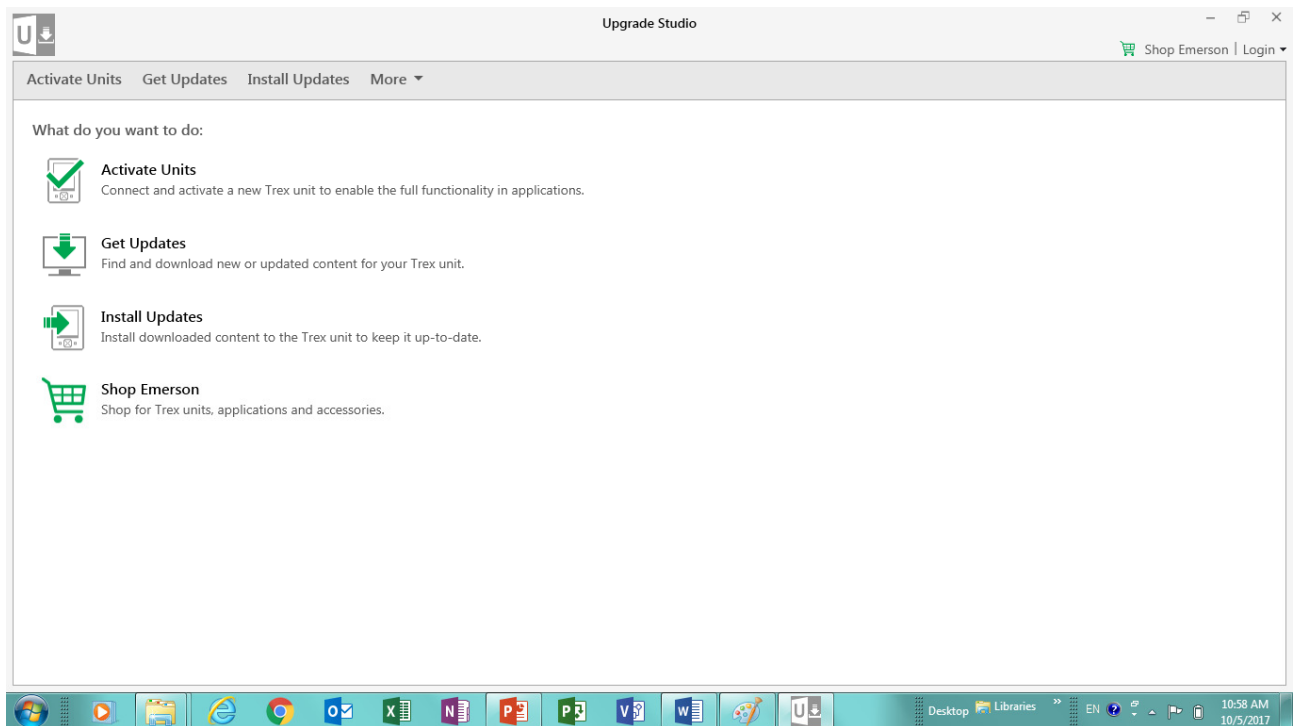 Upgrade Studio
U
Shop Emerson | Login
Activate Units Get Updates Install Updates More
What do you want to do:
Activate Units
Connect and activate a new Trex unit to enable the full functionality in applications.
Get Updates
Find and download new or updated content for your Trex unit.
Install Updates
Install downloaded content to the Trex unit to keep it up-to-date.
Shop Emerson
Shop for Trex units, applications and accessories.
Desktop Libraries » EN 10:58 AM
10/5/2017